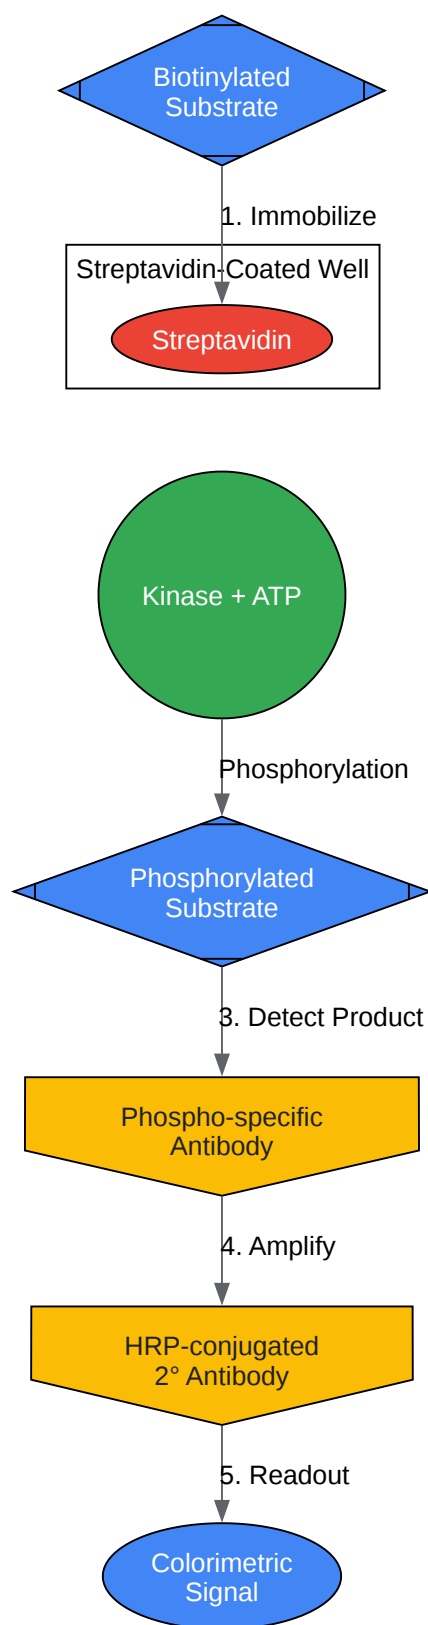 Biotinylated
Substrate
1. Immobilize
Streptavidin-Coated Well
Streptavidin
Kinase + ATP
Phosphorylation
Phosphorylated
Substrate
3. Detect Product
Phospho-specific
Antibody
4. Amplify
HRP-conjugated
2° Antibody
5. Readout
Colorimetric
Signal